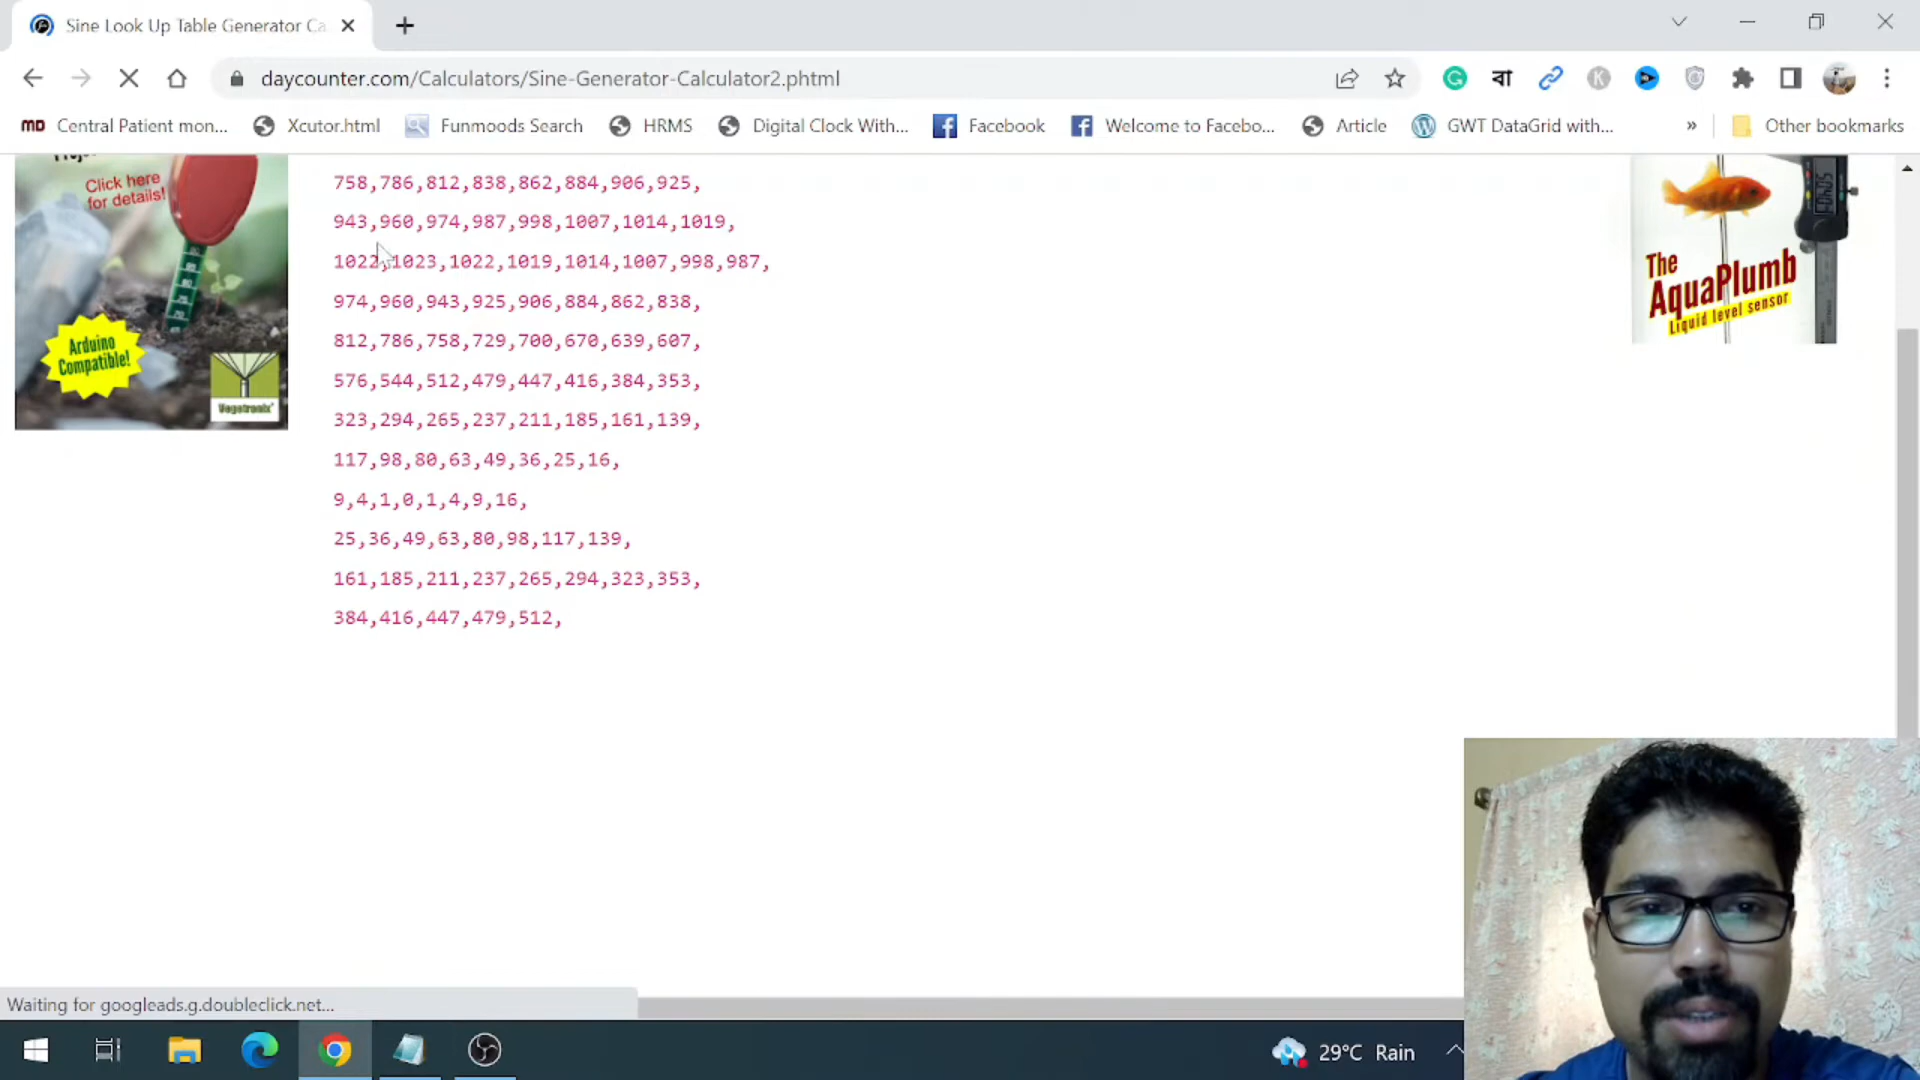 Sine Look Up Table Generator Ca
daycounter.com/Calculators/Sine-Generator-Calculator2.phtml
বা
K
MD Central Patient mon... Xcutor.html Funmoods Search HRMS Digital Clock With... Facebook Welcome to Facebo... Article GWT DataGrid with... » Other bookmarks
Click here
for details!
Arduino
Compatible!
Vegetronix
758,786,812,838,862,884,906,925,
943,960,974,987,998,1007,1014,1019,
1022,1023,1022,1019,1014,1007,998,987,
974,960,943,925,906,884,862,838,
812,786,758,729,700,670,639,607,
576,544,512,479,447,416,384,353,
323,294,265,237,211,185,161,139,
117,98,80,63,49,36,25,16,
9,4,1,0,1,4,9,16,
25,36,49,63,80,98,117,139,
161,185,211,237,265,294,323,353,
384,416,447,479,512,
The
AquaPlumb
Liquid level sensor
Waiting for googleads.g.doubleclick.net...
29°C Rain